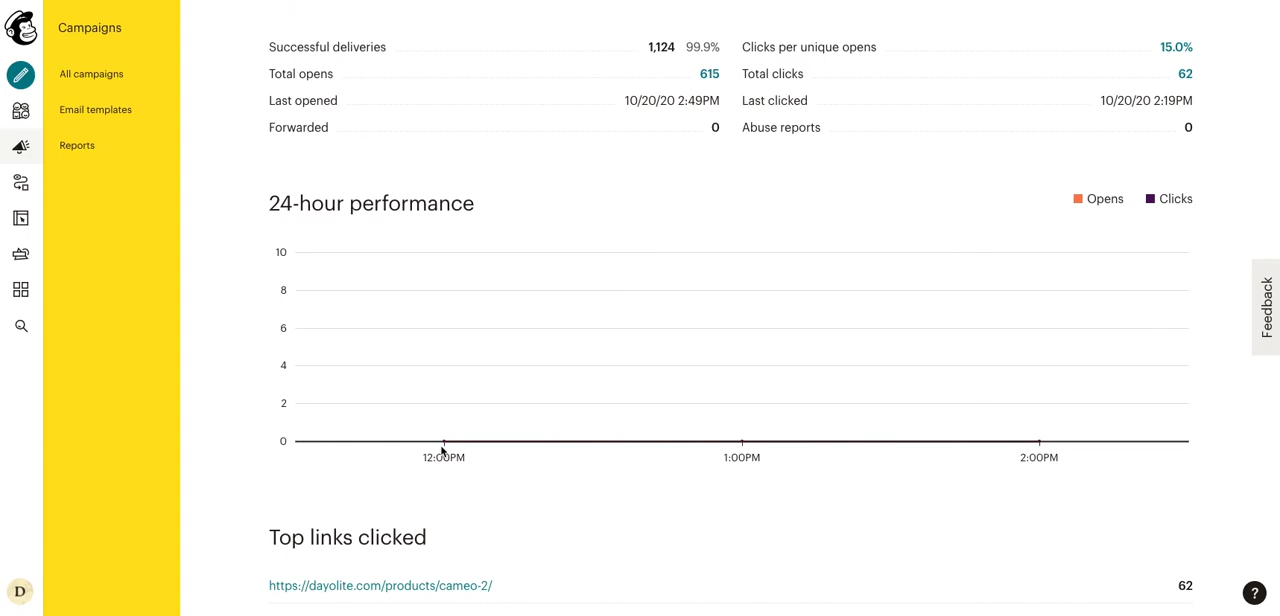 Campaigns
All campaigns
Email templates
Reports
Successful deliveries 1,124 99.9%
Clicks per unique opens 15.0%
Total opens 615
Total clicks 62
Last opened 10/20/20 2:49PM
Last clicked 10/20/20 2:19PM
Forwarded 0
Abuse reports 0
24-hour performance
Opens Clicks
10
8
6
4
2
0
12:00PM 1:00PM 2:00PM
Top links clicked
https://dayolite.com/products/cameo-2/ 62
Feedback
D
?